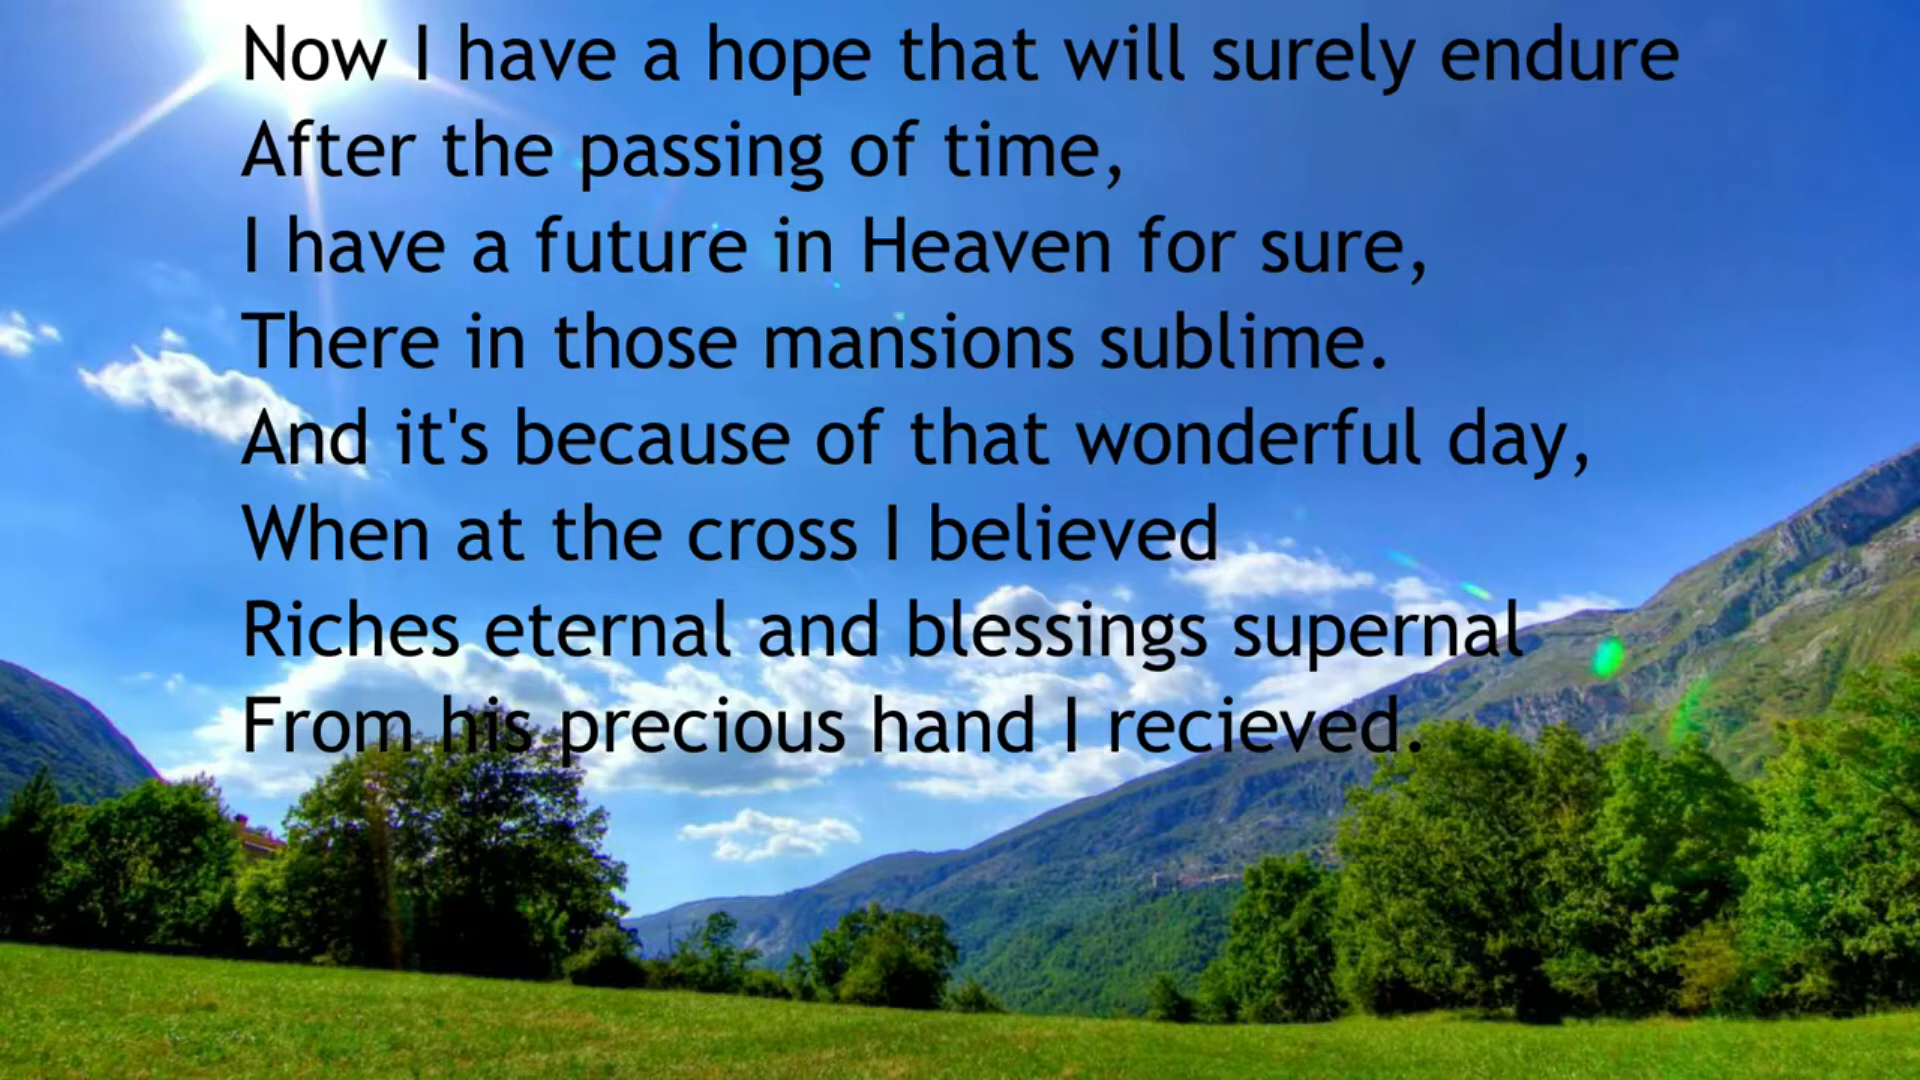 Now I have a hope that will surely endure
After the passing of time,
I have a future in Heaven for sure,
There in those mansions sublime.
And it's because of that wonderful day,
When at the cross I believed
Riches eternal and blessings supernal
From his precious hand I recieved.